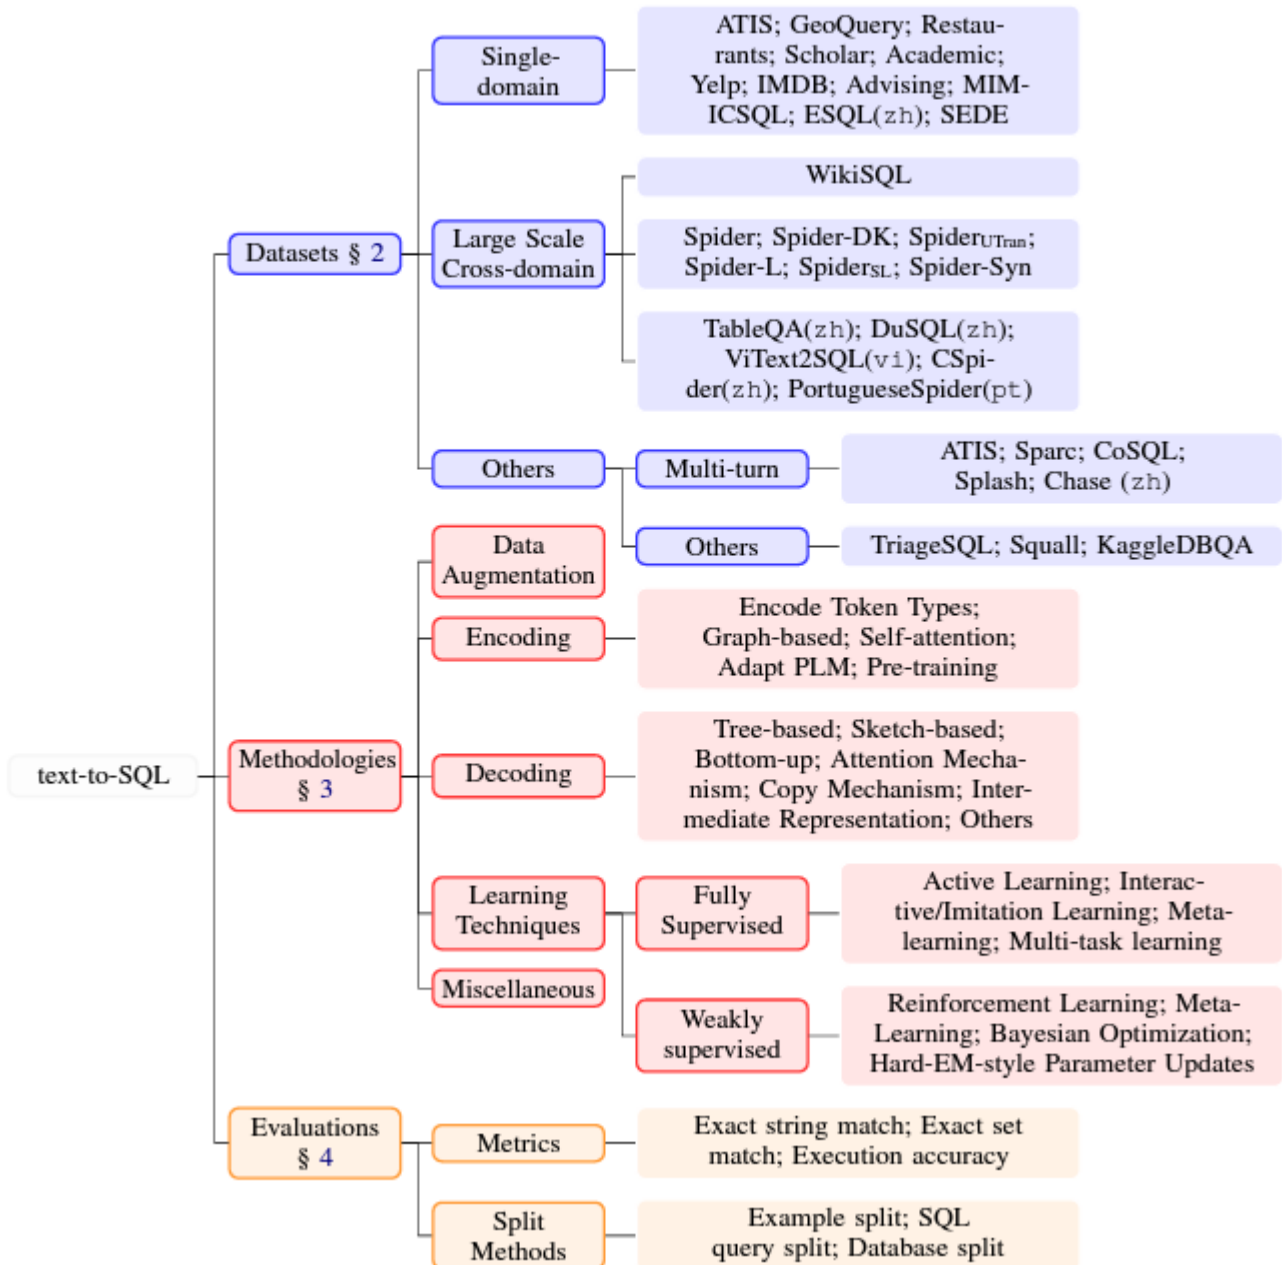 text-to-SQL
Datasets § 2
Single-
domain
ATIS; GeoQuery; Restau-
rants; Scholar; Academic;
Yelp; IMDB; Advising; MIM-
ICSQL; ESQL(zh); SEDE
Large Scale
Cross-domain
WikiSQL
Spider; Spider-DK; SpiderUTran;
Spider-L; SpiderSL; Spider-Syn
TableQA(zh); DuSQL(zh);
ViText2SQL(vi); CSpi-
der(zh); PortugueseSpider(pt)
Others
Multi-turn
ATIS; Sparc; CoSQL;
Splash; Chase (zh)
Others
TriageSQL; Squall; KaggleDBQA
Methodologies
§ 3
Data
Augmentation
Encoding
Encode Token Types;
Graph-based; Self-attention;
Adapt PLM; Pre-training
Decoding
Tree-based; Sketch-based;
Bottom-up; Attention Mecha-
nism; Copy Mechanism; Inter-
mediate Representation; Others
Learning
Techniques
Fully
Supervised
Active Learning; Interac-
tive/Imitation Learning; Meta-
learning; Multi-task learning
Weakly
supervised
Reinforcement Learning; Meta-
Learning; Bayesian Optimization;
Hard-EM-style Parameter Updates
Miscellaneous
Evaluations
§ 4
Metrics
Exact string match; Exact set
match; Execution accuracy
Split
Methods
Example split; SQL
query split; Database split